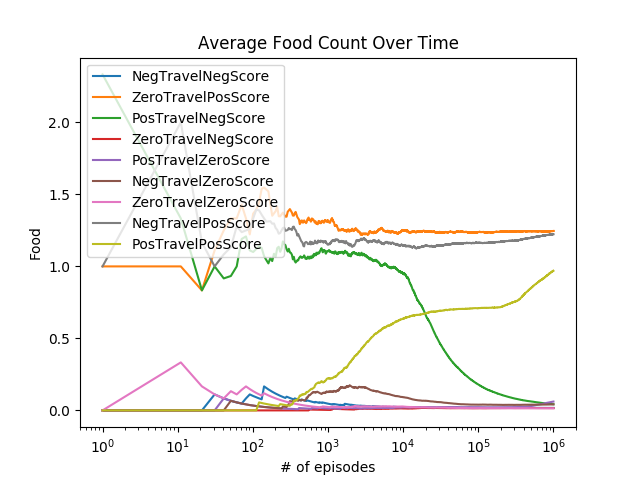 Average Food Count Over Time
NegTravelNegScore
ZeroTravelPosScore
PosTravelNegScore
ZeroTravelNegScore
PosTravelZeroScore
NegTravelZeroScore
ZeroTravelZeroScore
NegTravelPosScore
PosTravelPosScore
Food
2.0
1.5
1.0
0.5
0.0
10⁰ 10¹ 10² 10³ 10⁴ 10⁵ 10⁶
# of episodes